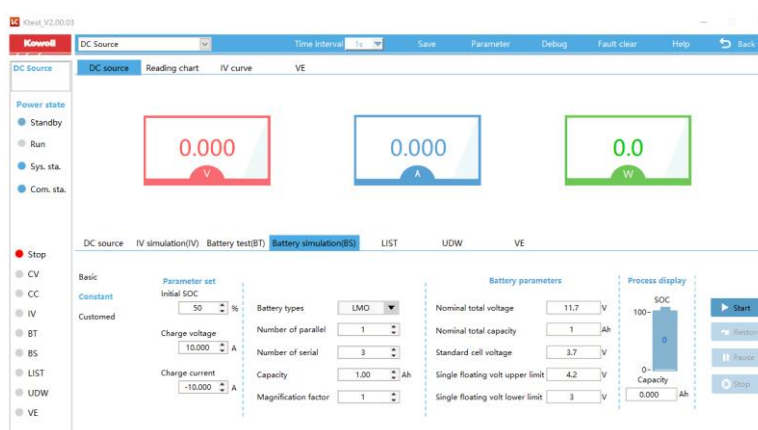 Ktest_V2.00.03
Kewell DC Source Time Interval 1s Save Parameter Debug Fault clear Help Back
DC Source DC source Reading chart IV curve VE
Power state
Standby
Run
Sys. sta.
Com. sta.
0.000 0.000 0.0
V A W
DC source IV simulation(IV) Battery test(BT) Battery simulation(BS) LIST UDW VE
Stop
CV
CC
IV
BT
BS
LIST
UDW
VE
Basic
Constant
Customed
Parameter set
Initial SOC
50 %
Charge voltage
10.000 A
Charge current
-10.000 A
Battery types LMO
Number of parallel 1
Number of serial 3
Capacity 1.00 Ah
Magnification factor 1
Battery parameters
Nominal total voltage 11.7 V
Nominal total capacity 1 Ah
Standard cell voltage 3.7 V
Single floating volt upper limit 4.2 V
Single floating volt lower limit 3 V
Process display
SOC
100-
0
0-
Capacity
0.000 Ah
Start
Pause
Stop